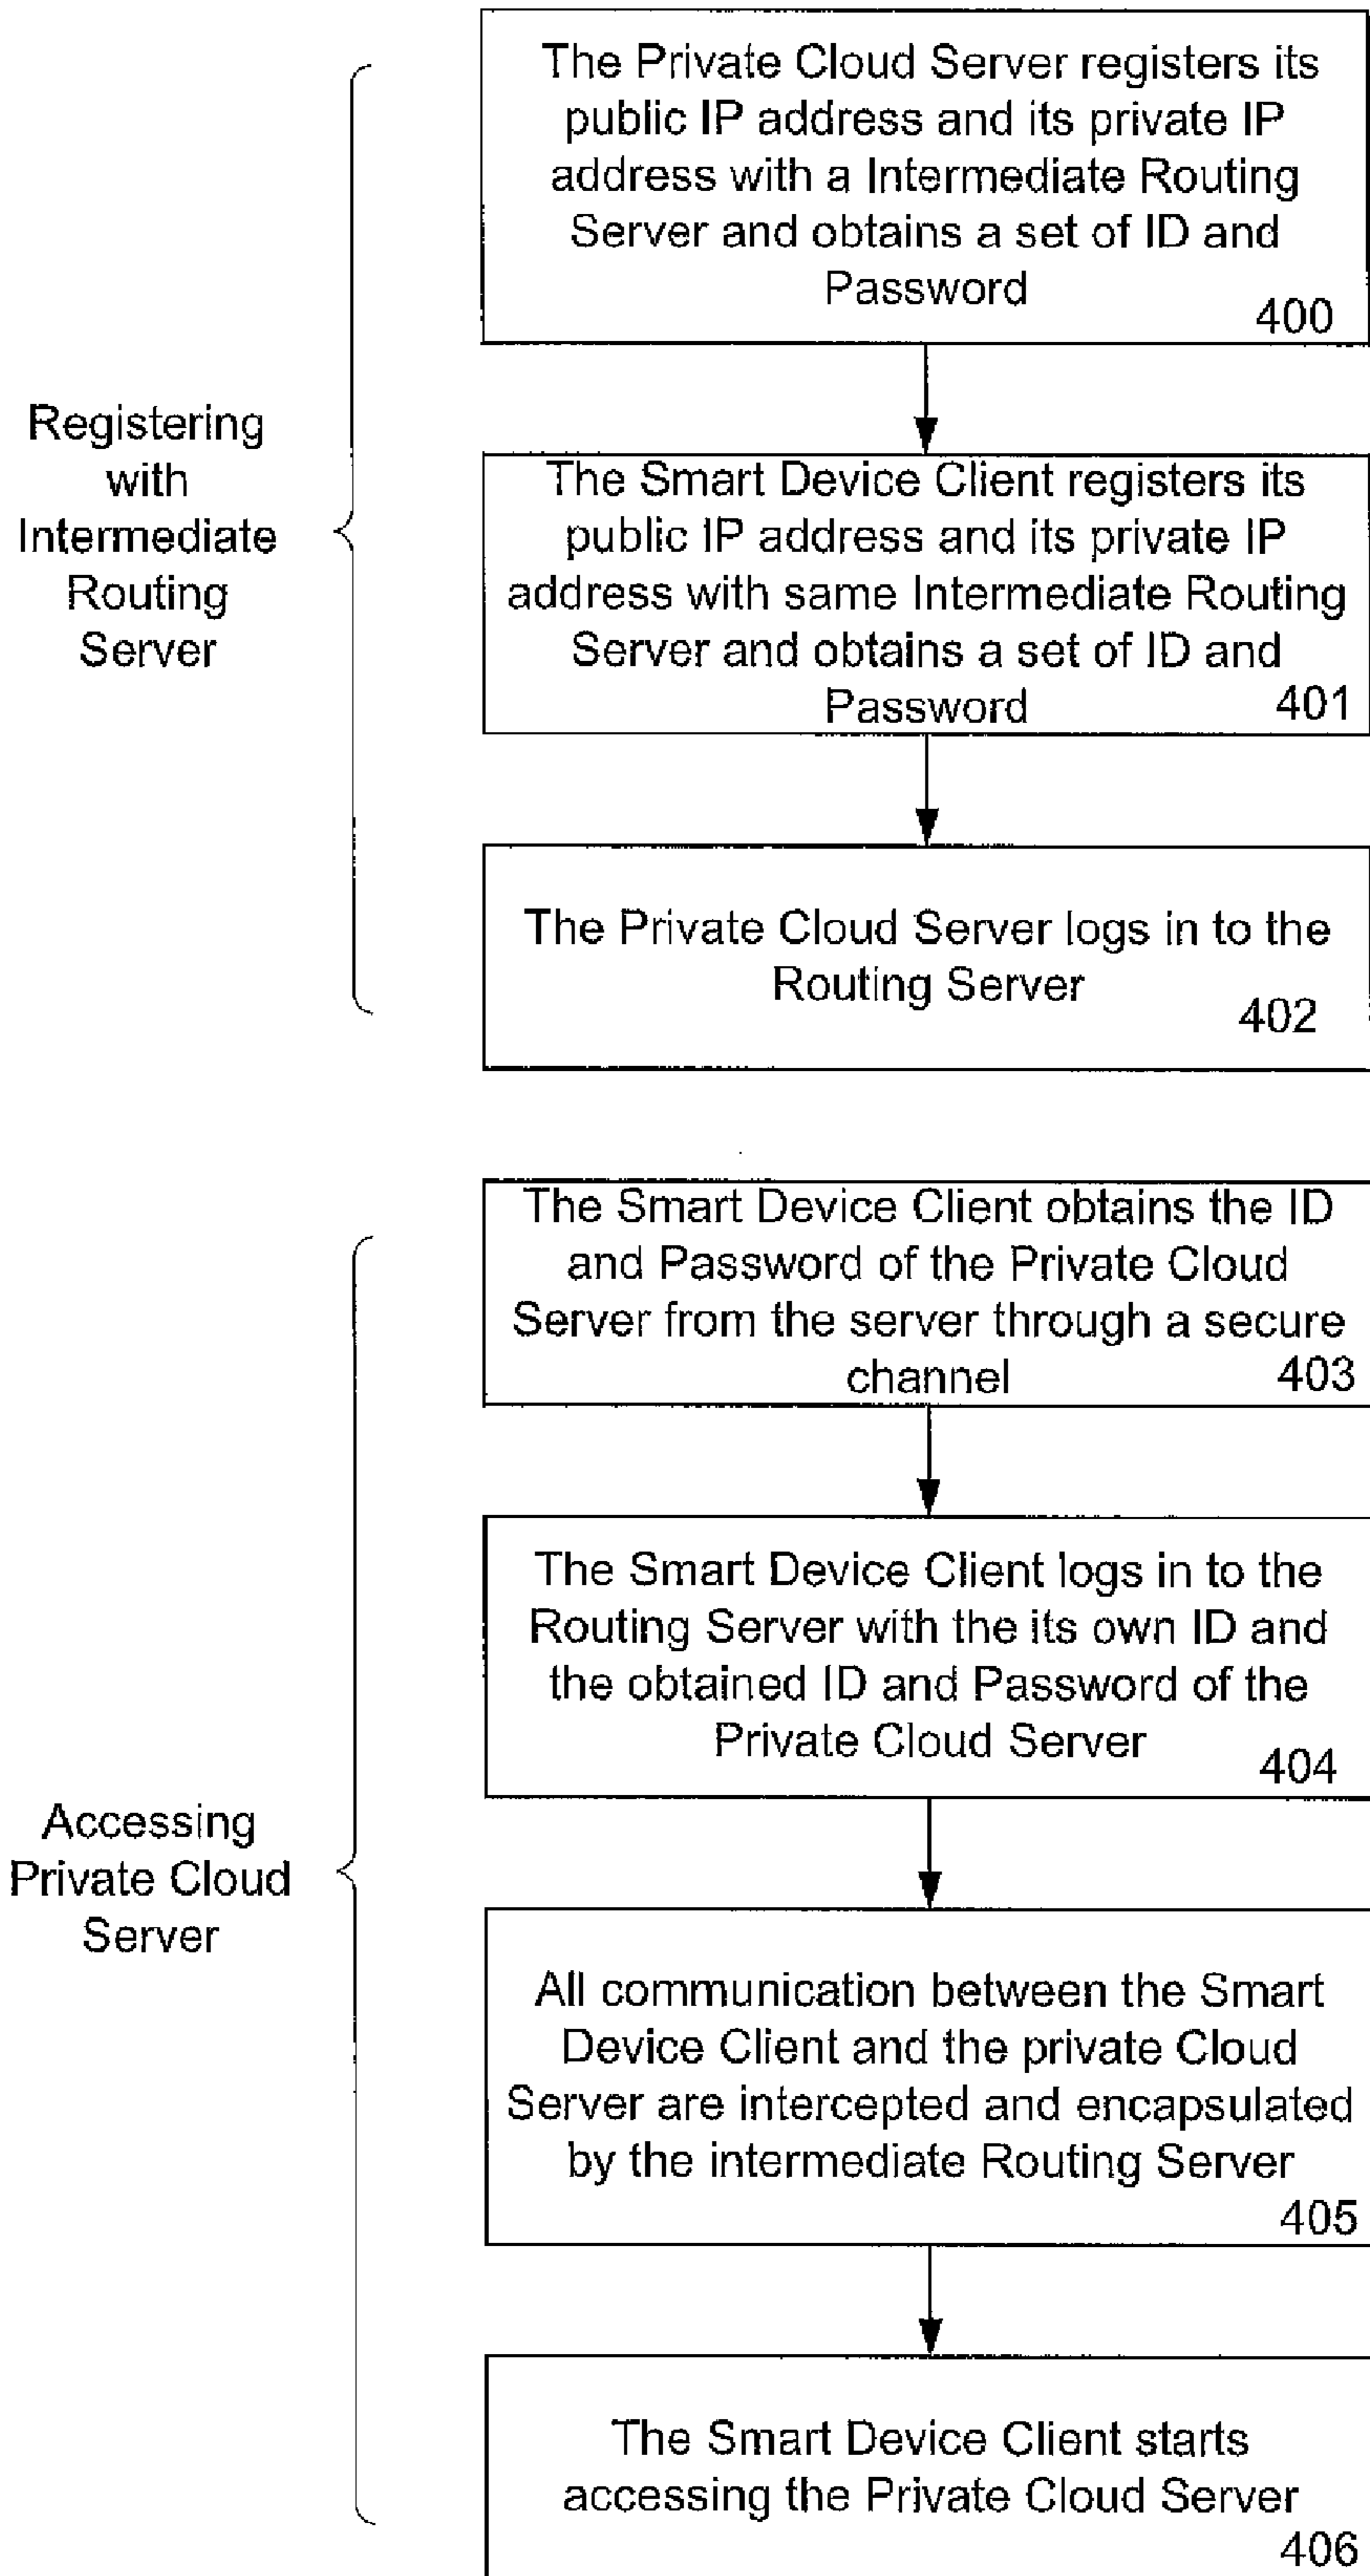 The Private Cloud Server registers its
public IP address and its private IP
address with a Intermediate Routing
Server and obtains a set of ID and
Password
400
Registering
with
Intermediate
Routing
Server
The Smart Device Client registers its
public IP address and its private IP
address with same Intermediate Routing
Server and obtains a set of ID and
Password
401
The Private Cloud Server logs in to the
Routing Server
402
The Smart Device Client obtains the ID
and Password of the Private Cloud
Server from the server through a secure
channel
403
The Smart Device Client logs in to the
Routing Server with the its own ID and
the obtained ID and Password of the
Private Cloud Server
404
Accessing
Private Cloud
Server
All communication between the Smart
Device Client and the private Cloud
Server are intercepted and encapsulated
by the intermediate Routing Server
405
The Smart Device Client starts
accessing the Private Cloud Server
406